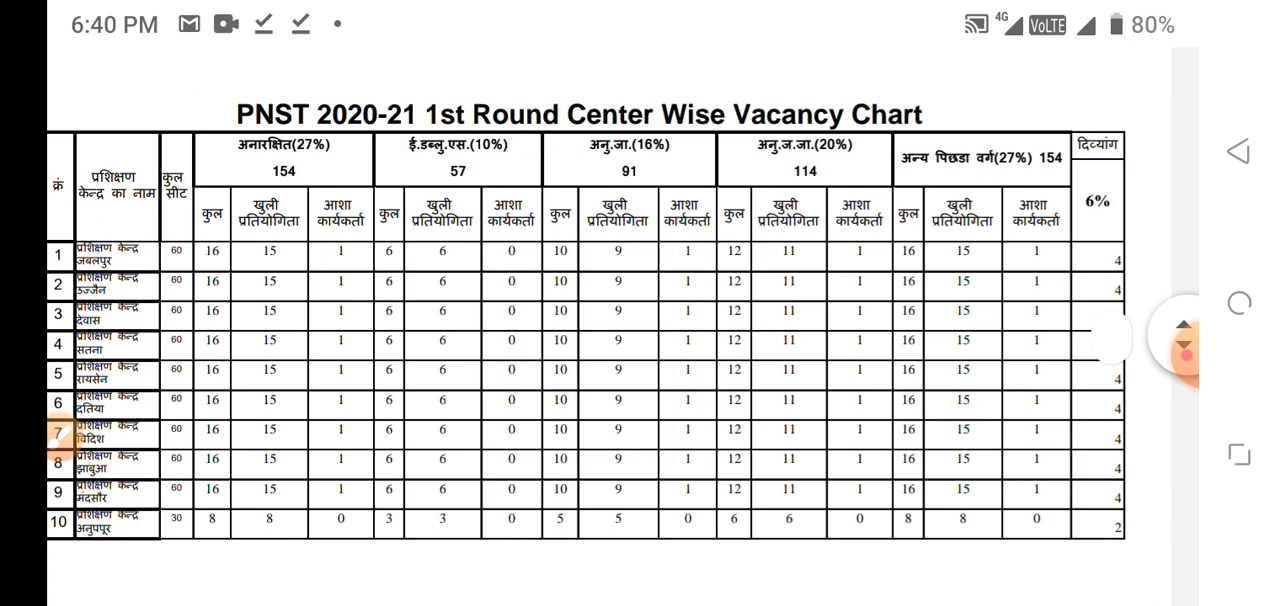 6:40 PM 4G VoLTE 80%
PNST 2020-21 1st Round Center Wise Vacancy Chart
क्रं प्रशिक्षण केन्द्र का नाम कुल सीट अनारक्षित(27%) 154 ई.डब्लु.एस.(10%) 57 अनु.जा.(16%) 91 अनु.ज.जा.(20%) 114 अन्य पिछडा वर्ग(27%) 154 दिव्यांग 6%
कुल खुली प्रतियोगिता आशा कार्यकर्ता कुल खुली प्रतियोगिता आशा कार्यकर्ता कुल खुली प्रतियोगिता आशा कार्यकर्ता कुल खुली प्रतियोगिता आशा कार्यकर्ता कुल खुली प्रतियोगिता आशा कार्यकर्ता
1 प्रशिक्षण केन्द्र जबलपुर 60 16 15 1 6 6 0 10 9 1 12 11 1 16 15 1 4
2 प्रशिक्षण केन्द्र उज्जैन 60 16 15 1 6 6 0 10 9 1 12 11 1 16 15 1 4
3 प्रशिक्षण केन्द्र देवास 60 16 15 1 6 6 0 10 9 1 12 11 1 16 15 1
4 प्रशिक्षण केन्द्र सतना 60 16 15 1 6 6 0 10 9 1 12 11 1 16 15 1
5 प्रशिक्षण केन्द्र रायसेन 60 16 15 1 6 6 0 10 9 1 12 11 1 16 15 1 4
6 प्रशिक्षण केन्द्र दतिया 60 16 15 1 6 6 0 10 9 1 12 11 1 16 15 1 4
7 प्रशिक्षण केन्द्र विदिश 60 16 15 1 6 6 0 10 9 1 12 11 1 16 15 1 4
8 प्रशिक्षण केन्द्र झाबुआ 60 16 15 1 6 6 0 10 9 1 12 11 1 16 15 1 4
9 प्रशिक्षण केन्द्र मंदसौर 60 16 15 1 6 6 0 10 9 1 12 11 1 16 15 1 4
10 प्रशिक्षण केन्द्र अनुपपूर 30 8 8 0 3 3 0 5 5 0 6 6 0 8 8 0 2